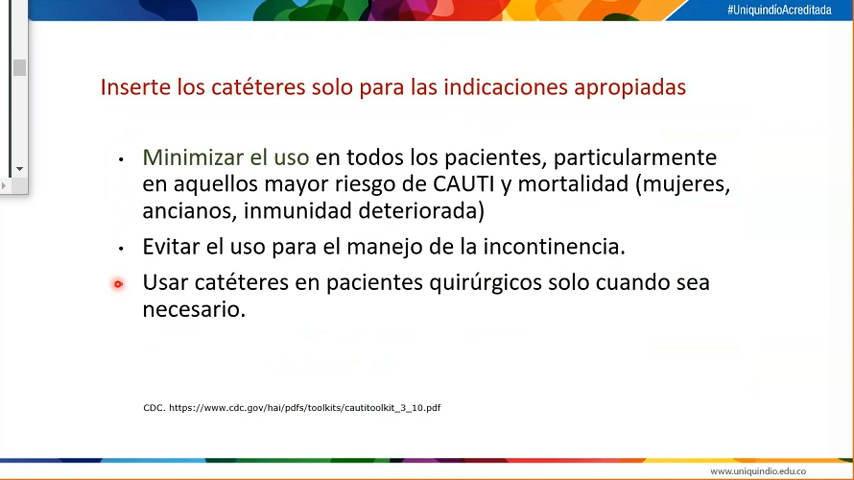 #UniquindíoAcreditada
Inserte los catéteres solo para las indicaciones apropiadas
• Minimizar el uso en todos los pacientes, particularmente
en aquellos mayor riesgo de CAUTI y mortalidad (mujeres,
ancianos, inmunidad deteriorada)
• Evitar el uso para el manejo de la incontinencia.
Usar catéteres en pacientes quirúrgicos solo cuando sea
necesario.
CDC. https://www.cdc.gov/hai/pdfs/toolkits/cautitoolkit_3_10.pdf
www.uniquindio.edu.co